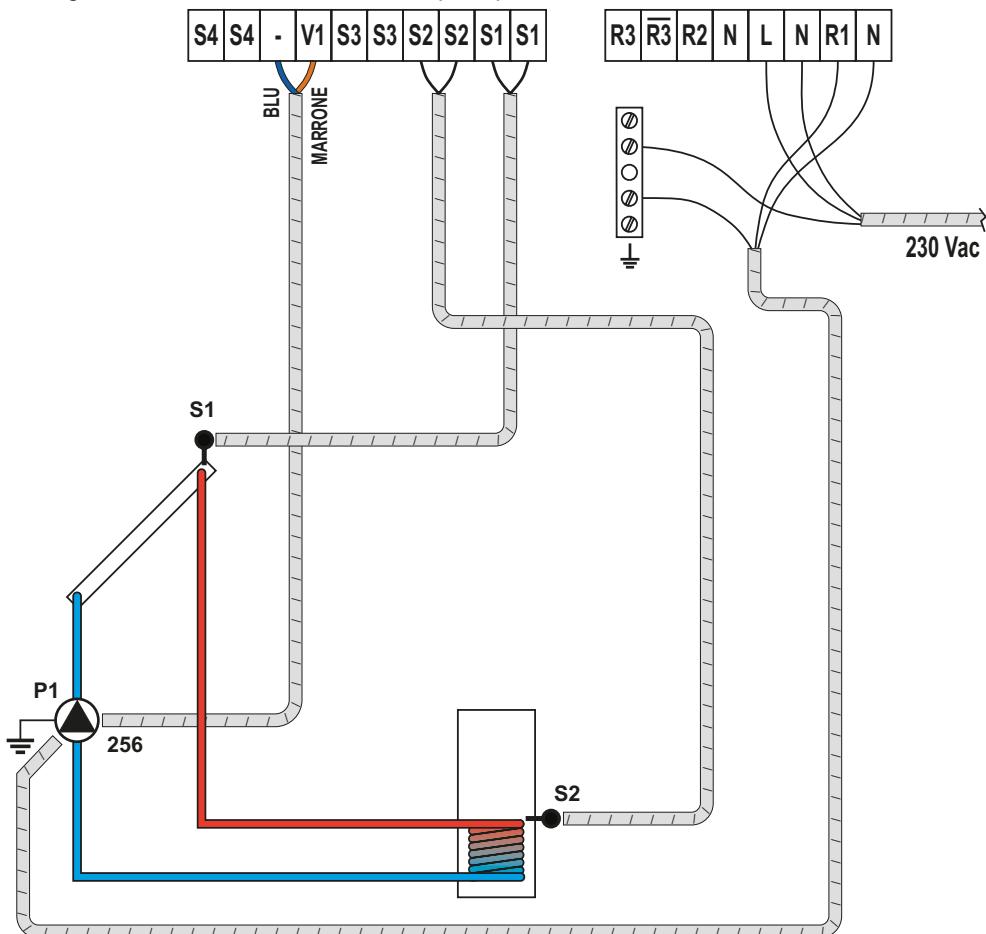 S4 S4 - V1 S3 S3 S2 S2 S1 S1
R3 R̅3̅ R2 N L N R1 N
BLU
MARRONE
230 Vac
S1
P1
256
S2